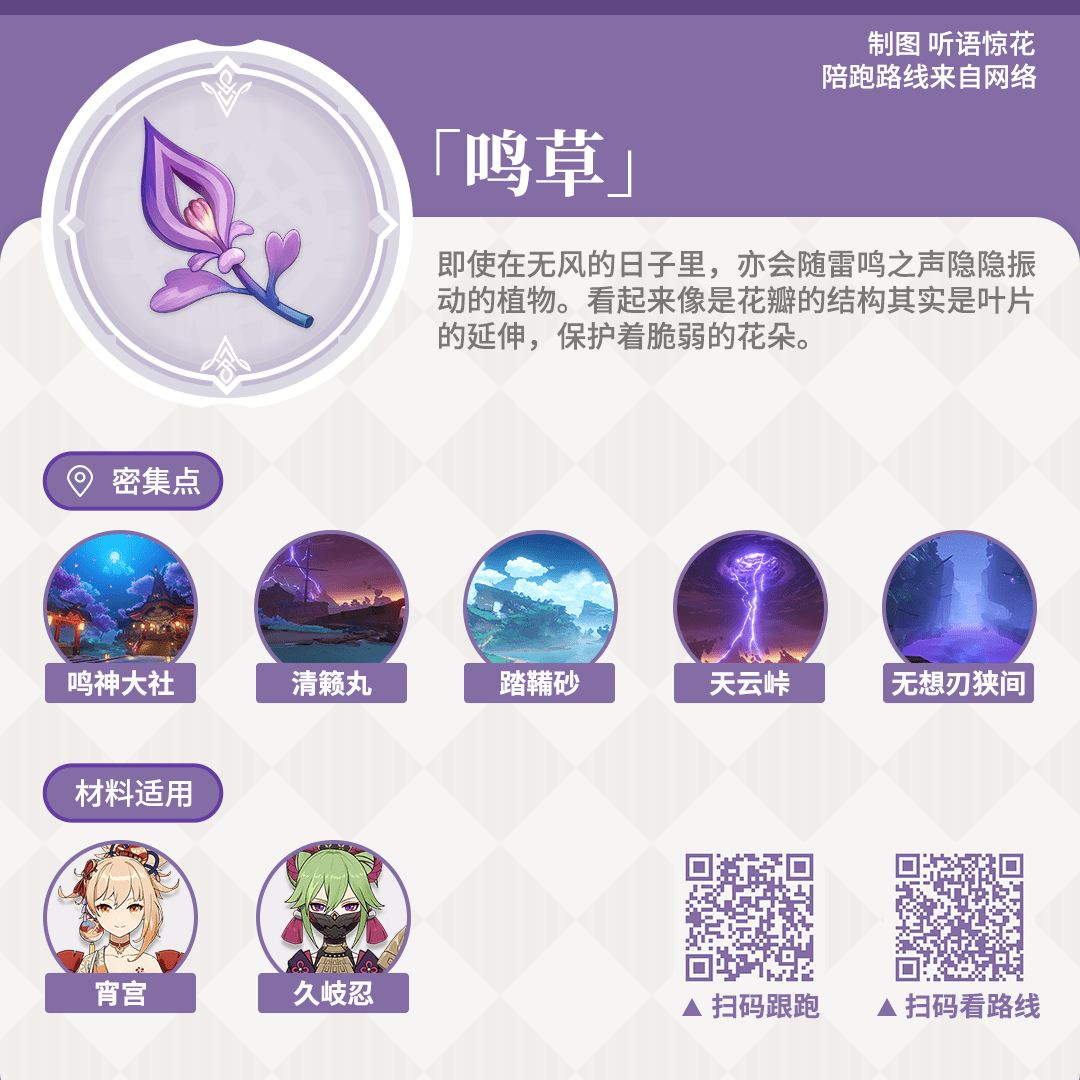 制图 听语惊花
陪跑路线来自网络
「鸣草」
即使在无风的日子里，亦会随雷鸣之声隐隐振
动的植物。看起来像是花瓣的结构其实是叶片
的延伸，保护着脆弱的花朵。
密集点
鸣神大社
清籁丸
踏鞴砂
天云峠
无想刃狭间
材料适用
宵宫
久岐忍
▲ 扫码跟跑
▲ 扫码看路线